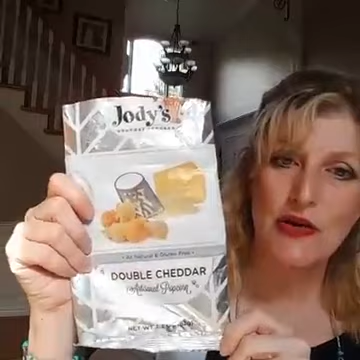 Jody's
GOURMET POPCORN
• All Natural & Gluten Free •
DOUBLE CHEDDAR
Artisanal Popcorn
NET WT